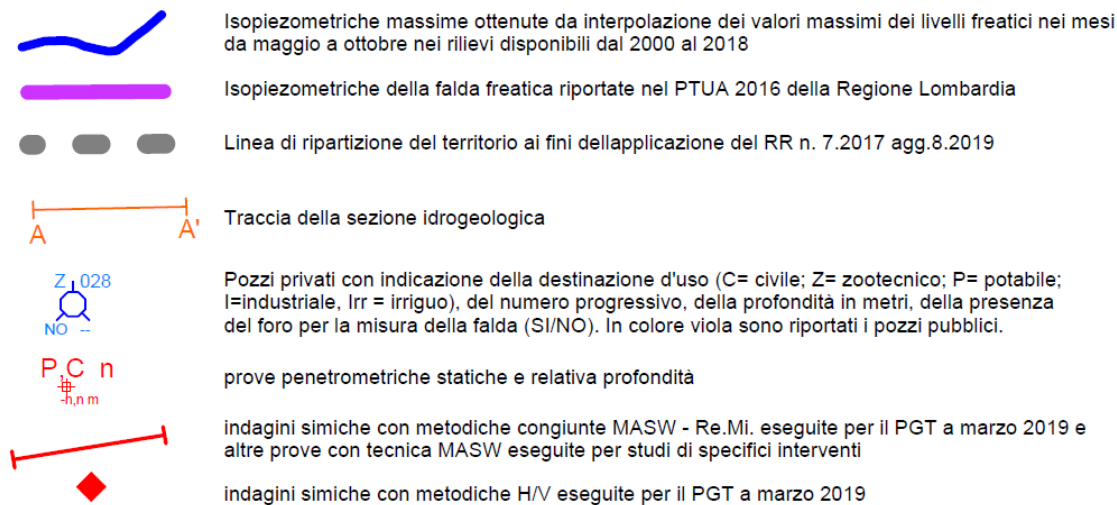 Isopiezometriche massime ottenute da interpolazione dei valori massimi dei livelli freatici nei mesi
da maggio a ottobre nei rilievi disponibili dal 2000 al 2018
Isopiezometriche della falda freatica riportate nel PTUA 2016 della Regione Lombardia
Linea di ripartizione del territorio ai fini dellapplicazione del RR n. 7.2017 agg.8.2019
A A'
Traccia della sezione idrogeologica
Z 028
NO --
Pozzi privati con indicazione della destinazione d'uso (C= civile; Z= zootecnico; P= potabile;
I=industriale, Irr = irriguo), del numero progressivo, della profondità in metri, della presenza
del foro per la misura della falda (SI/NO). In colore viola sono riportati i pozzi pubblici.
P,C n
-h,n m
prove penetrometriche statiche e relativa profondità
indagini simiche con metodiche congiunte MASW - Re.Mi. eseguite per il PGT a marzo 2019 e
altre prove con tecnica MASW eseguite per studi di specifici interventi
indagini simiche con metodiche H/V eseguite per il PGT a marzo 2019